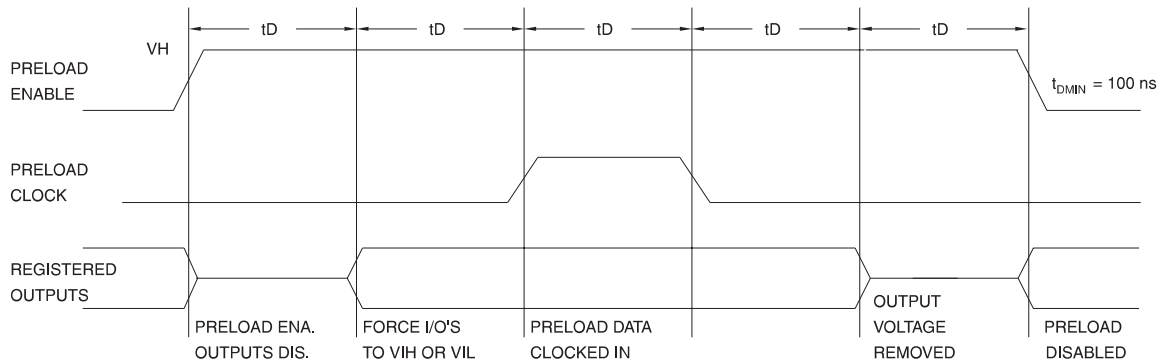 tD tD tD tD tD
VH
PRELOAD
ENABLE
tDMIN = 100 ns
PRELOAD
CLOCK
REGISTERED
OUTPUTS
PRELOAD ENA.
OUTPUTS DIS.
FORCE I/O'S
TO VIH OR VIL
PRELOAD DATA
CLOCKED IN
OUTPUT
VOLTAGE
REMOVED
PRELOAD
DISABLED